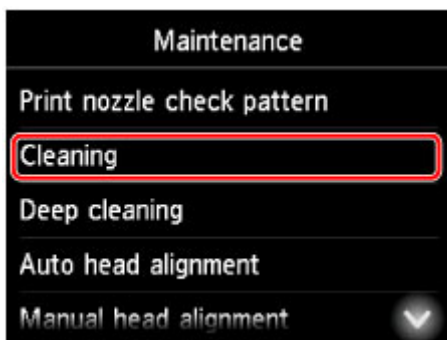 Maintenance
Print nozzle check pattern
Cleaning
Deep cleaning
Auto head alignment
Manual head alignment